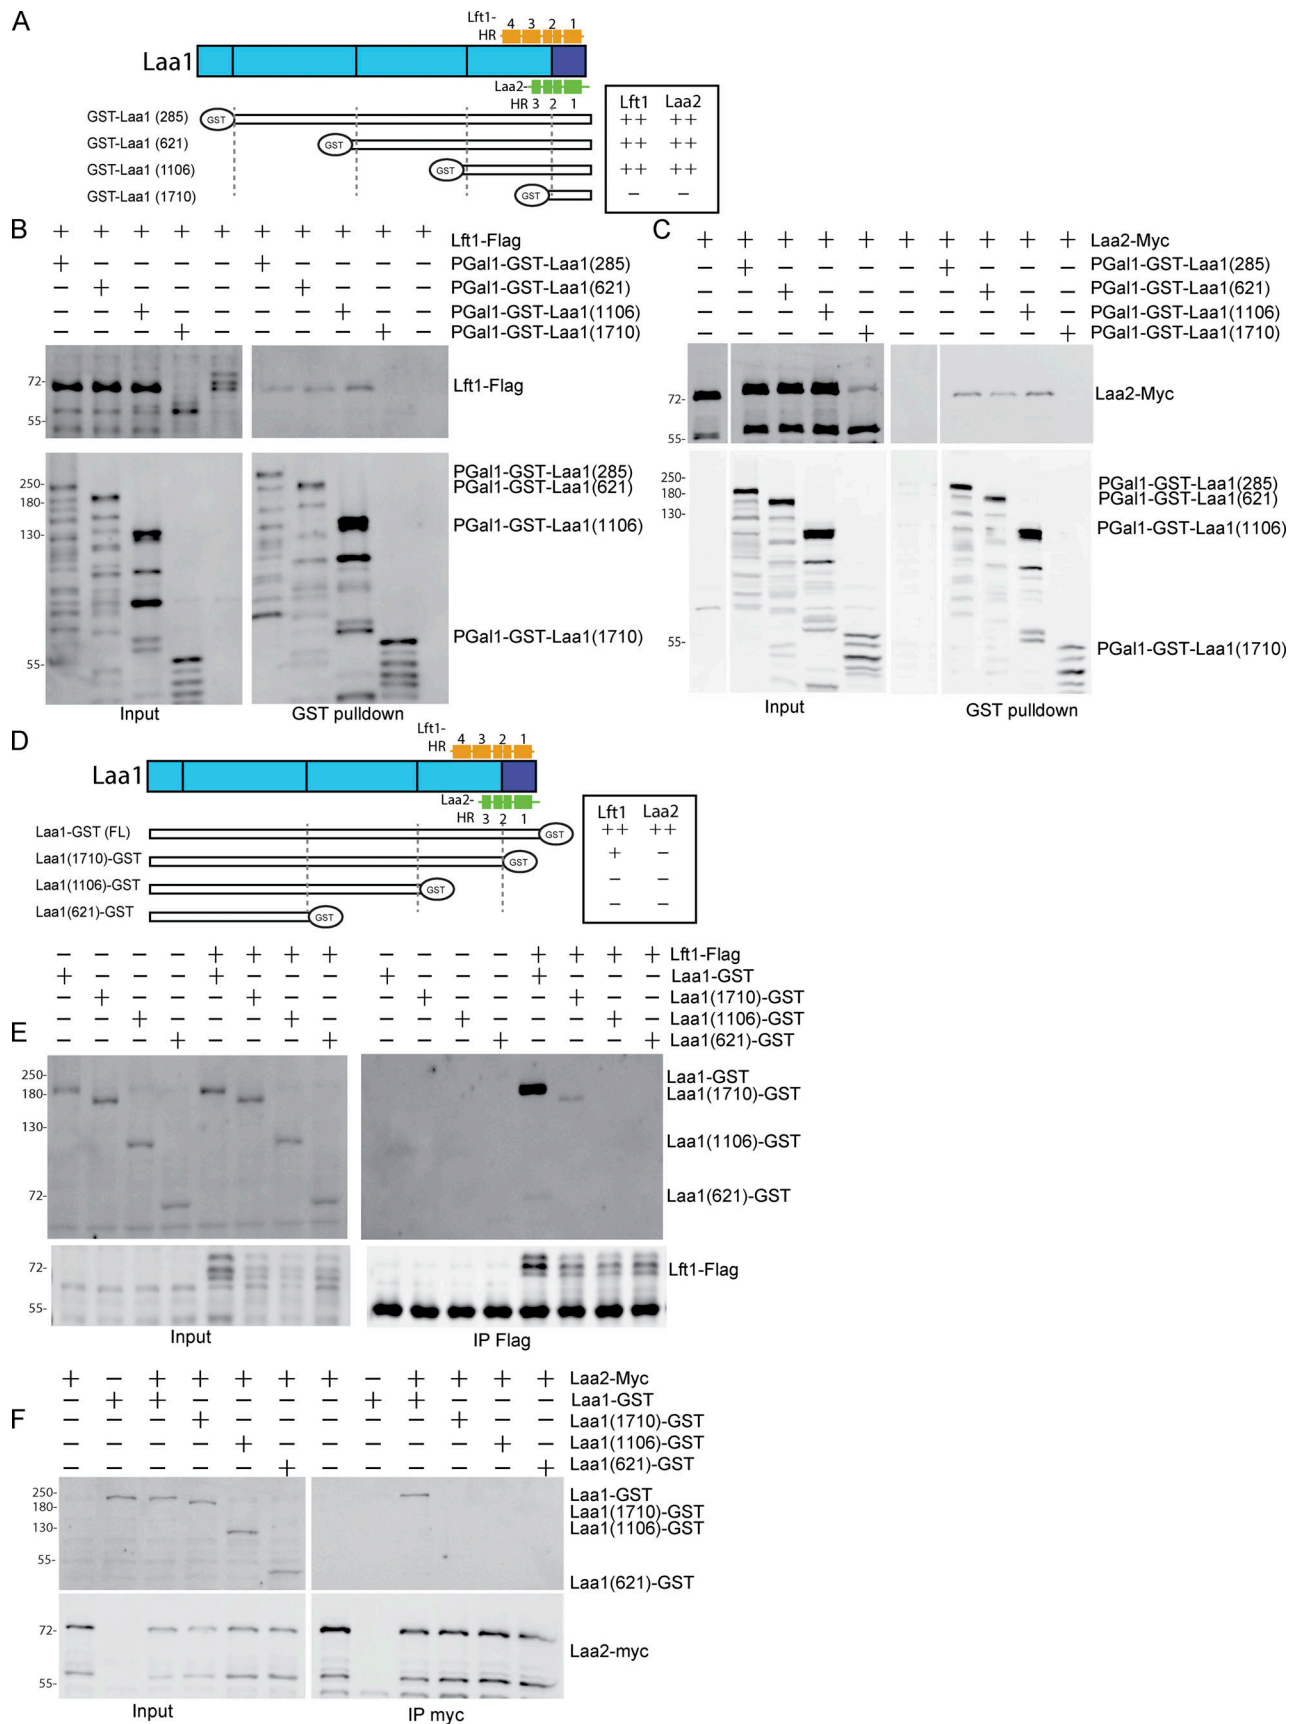 A
Lft1-
HR
4 3 2 1
Laa1
Laa2-
HR 3 2 1
Lft1 Laa2
GST-Laa1 (285) GST ++ ++
GST-Laa1 (621) GST ++ ++
GST-Laa1 (1106) GST ++ ++
GST-Laa1 (1710) GST – –
B
+ + + + + + + + + + Lft1-Flag
+ – – – – + – – – – PGal1-GST-Laa1(285)
– + – – – – + – – – PGal1-GST-Laa1(621)
– – + – – – – + – – PGal1-GST-Laa1(1106)
– – – + – – – – + – PGal1-GST-Laa1(1710)
72-
55-
Lft1-Flag
250-
180-
130-
55-
PGal1-GST-Laa1(285)
PGal1-GST-Laa1(621)
PGal1-GST-Laa1(1106)
PGal1-GST-Laa1(1710)
Input GST pulldown
C
+ + + + + + + + + + Laa2-Myc
– + – – – – + – – – PGal1-GST-Laa1(285)
– – + – – – – + – – PGal1-GST-Laa1(621)
– – – + – – – – + – PGal1-GST-Laa1(1106)
– – – – + – – – – + PGal1-GST-Laa1(1710)
72-
55-
Laa2-Myc
250-
180-
130-
55-
PGal1-GST-Laa1(285)
PGal1-GST-Laa1(621)
PGal1-GST-Laa1(1106)
PGal1-GST-Laa1(1710)
Input GST pulldown
D
Lft1-
HR
4 3 2 1
Laa1
Laa2-
HR 3 2 1
Lft1 Laa2
Laa1-GST (FL) GST ++ ++
Laa1(1710)-GST GST + –
Laa1(1106)-GST GST – –
Laa1(621)-GST GST – –
E
– – – – + + + + – – – – + + + + Lft1-Flag
+ – – – + – – – + – – – + – – – Laa1-GST
– + – – – + – – – + – – – + – – Laa1(1710)-GST
– – + – – – + – – – + – – – + – Laa1(1106)-GST
– – – + – – – + – – – + – – – + Laa1(621)-GST
250-
180-
130-
72-
Laa1-GST
Laa1(1710)-GST
Laa1(1106)-GST
Laa1(621)-GST
72-
55-
Lft1-Flag
Input IP Flag
F
+ – + + + + + – + + + + Laa2-Myc
– + + – – – – + + – – – Laa1-GST
– – – + – – – – – + – – Laa1(1710)-GST
– – – – + – – – – – + – Laa1(1106)-GST
– – – – – + – – – – – + Laa1(621)-GST
250-
180-
130-
55-
Laa1-GST
Laa1(1710)-GST
Laa1(1106)-GST
Laa1(621)-GST
72-
55-
Laa2-myc
Input IP myc